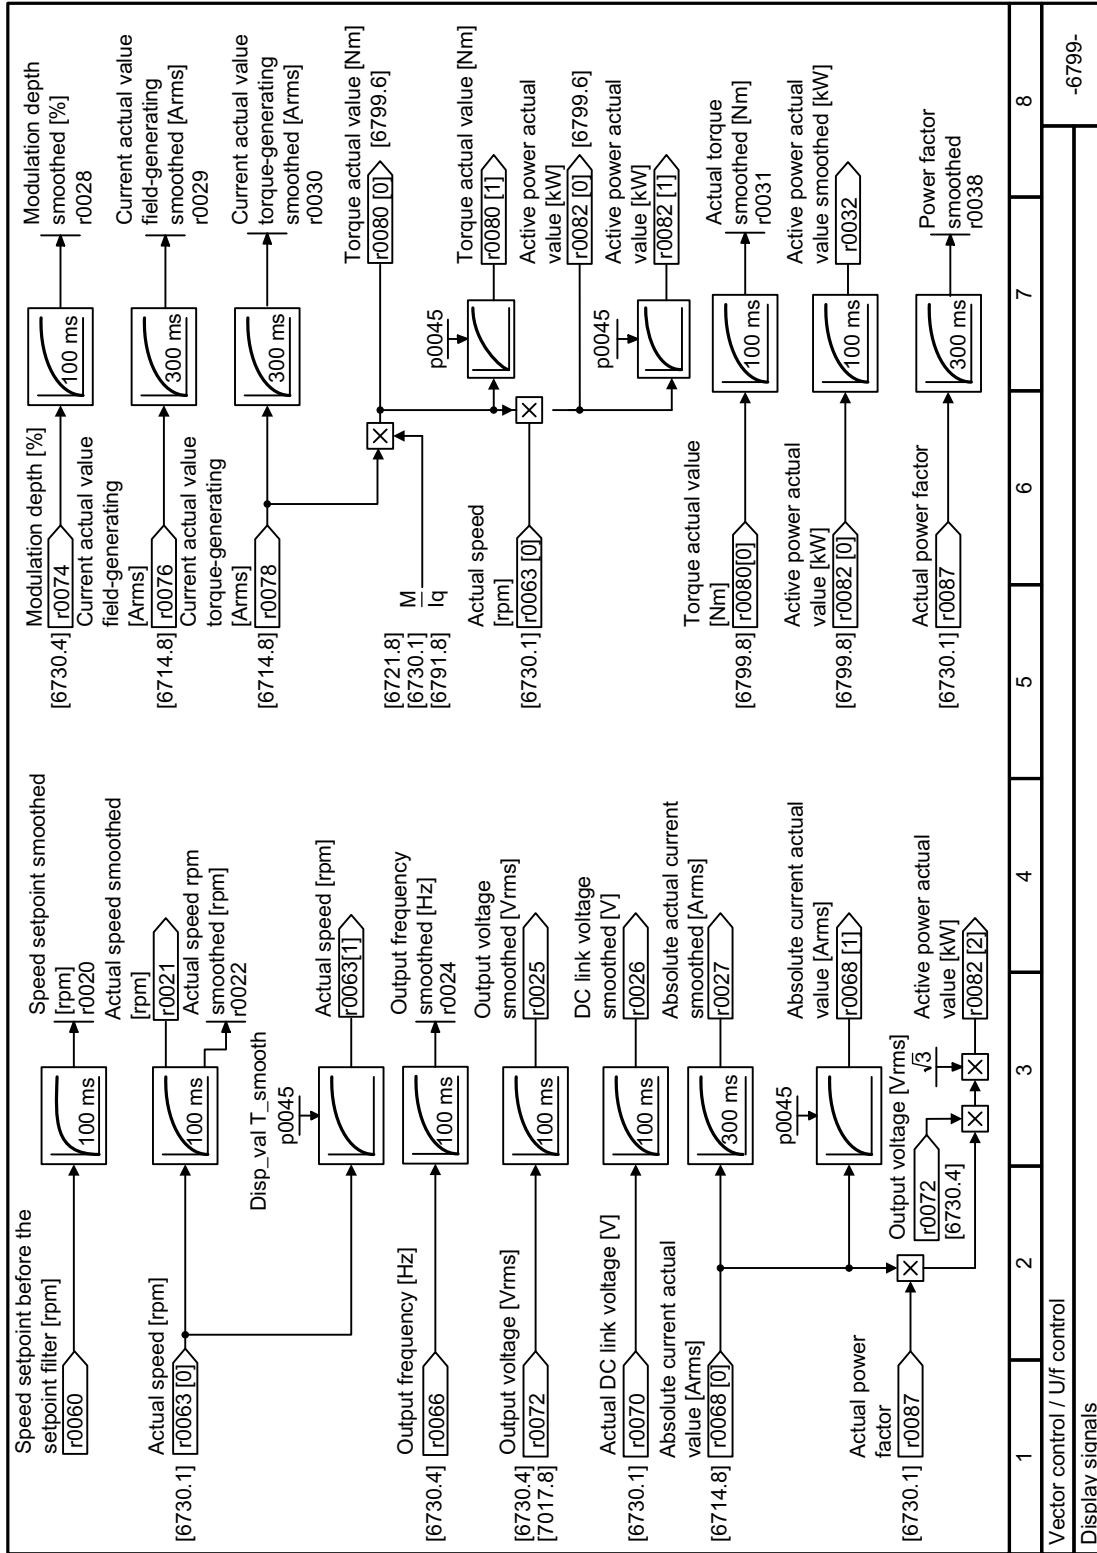 Speed setpoint before the
setpoint filter [rpm]
r0060
100 ms
Speed setpoint smoothed
[rpm]
r0020
Actual speed [rpm]
[6730.1]
r0063 [0]
100 ms
Actual speed smoothed
[rpm]
r0021
Actual speed rpm
smoothed [rpm]
r0022
Disp_val T_smooth
p0045
Actual speed [rpm]
r0063[1]
Output frequency [Hz]
[6730.4]
r0066
100 ms
Output frequency
smoothed [Hz]
r0024
Output voltage [Vrms]
[6730.4]
[7017.8]
r0072
100 ms
Output voltage
smoothed [Vrms]
r0025
Actual DC link voltage [V]
[6730.1]
r0070
100 ms
DC link voltage
smoothed [V]
r0026
Absolute current actual
value [Arms]
[6714.8]
r0068 [0]
300 ms
Absolute actual current
smoothed [Arms]
r0027
p0045
Absolute current actual
value [Arms]
r0068 [1]
Actual power
factor
[6730.1]
r0087
Output voltage [Vrms]
r0072
[6730.4]
√3
Active power actual
value [kW]
r0082 [2]
Modulation depth [%]
[6730.4]
r0074
100 ms
Modulation depth
smoothed [%]
r0028
Current actual value
field-generating
[Arms]
[6714.8]
r0076
300 ms
Current actual value
field-generating
smoothed [Arms]
r0029
Current actual value
torque-generating
[Arms]
[6714.8]
r0078
300 ms
Current actual value
torque-generating
smoothed [Arms]
r0030
[6721.8]
[6730.1]
[6791.8]
M
Iq
Torque actual value [Nm]
r0080 [0]
[6799.6]
p0045
Torque actual value [Nm]
r0080 [1]
Actual speed
[rpm]
[6730.1]
r0063 [0]
Active power actual
value [kW]
r0082 [0]
[6799.6]
p0045
Active power actual
value [kW]
r0082 [1]
Torque actual value
[Nm]
[6799.8]
r0080[0]
100 ms
Actual torque
smoothed [Nm]
r0031
Active power actual
value [kW]
[6799.8]
r0082 [0]
100 ms
Active power actual
value smoothed [kW]
r0032
Actual power factor
[6730.1]
r0087
300 ms
Power factor
smoothed
r0038
1
2
3
4
5
6
7
8
Vector control / U/f control
Display signals
-6799-